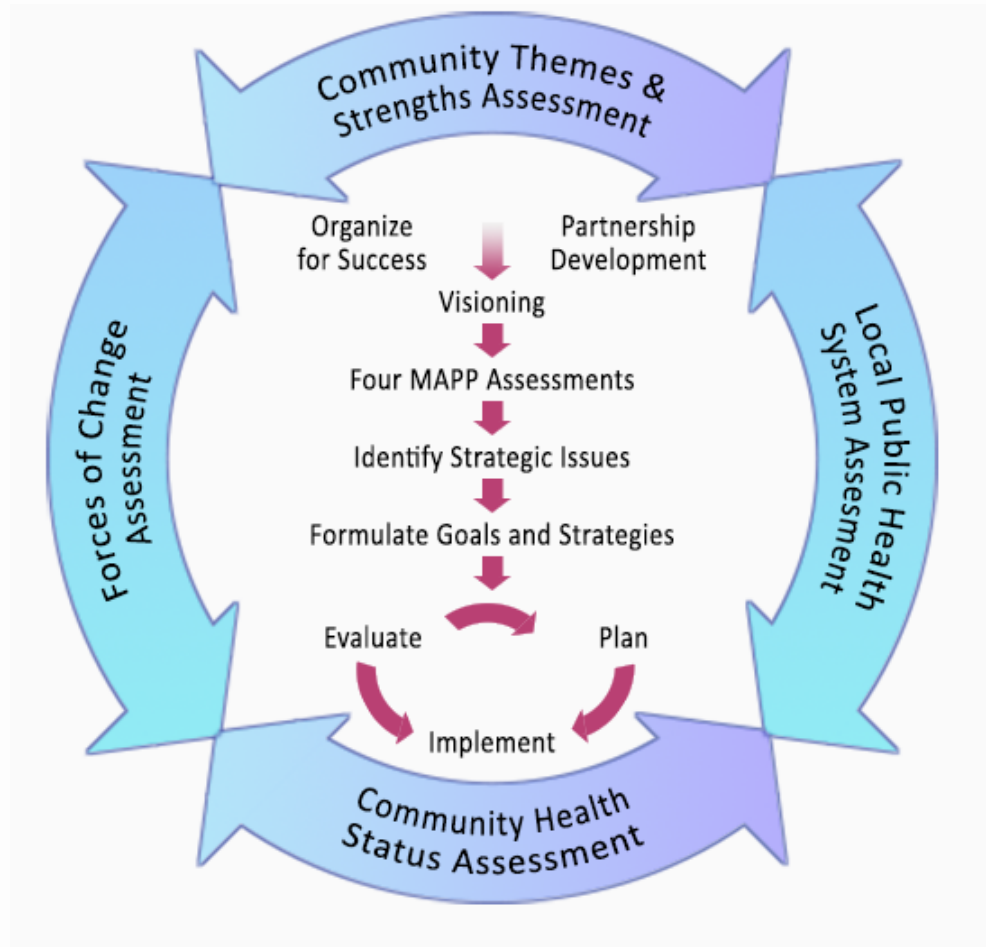 Community Themes &
Strengths Assessment
Organize
for Success
Partnership
Development
Visioning
Four MAPP Assessments
Identify Strategic Issues
Formulate Goals and Strategies
Evaluate
Plan
Implement
Forces of Change
Assessment
Local Public Health
System Assesment
Community Health
Status Assessment